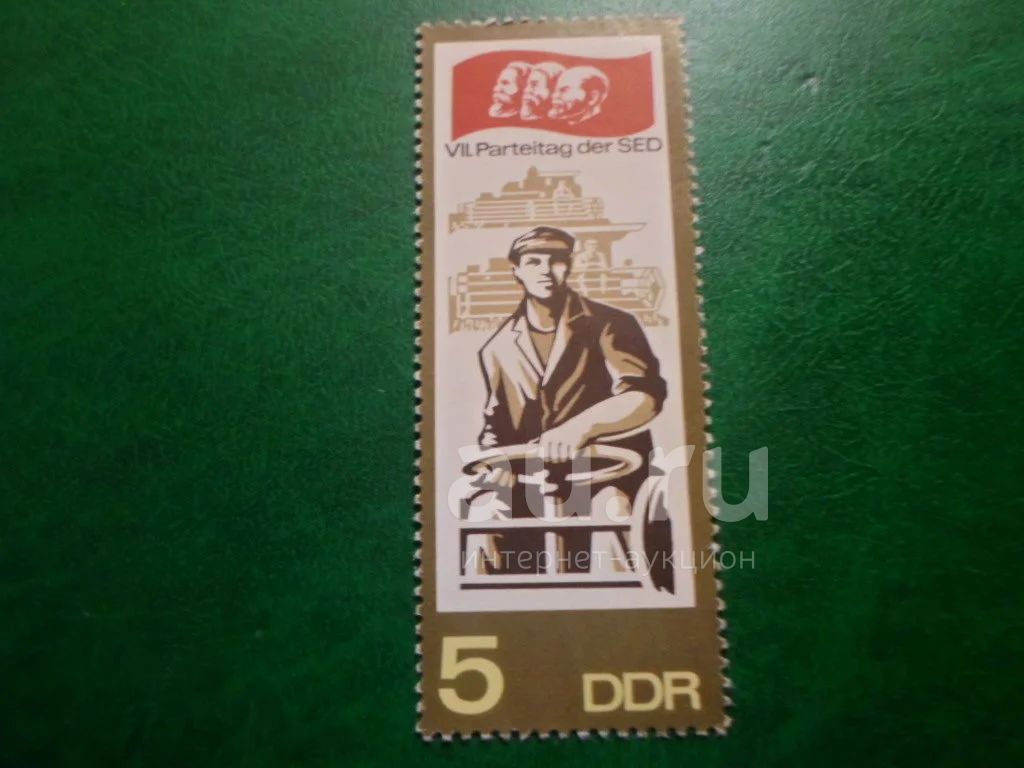 VII. Parteitag der SED
au.ru
интернет-аукцион
5
DDR